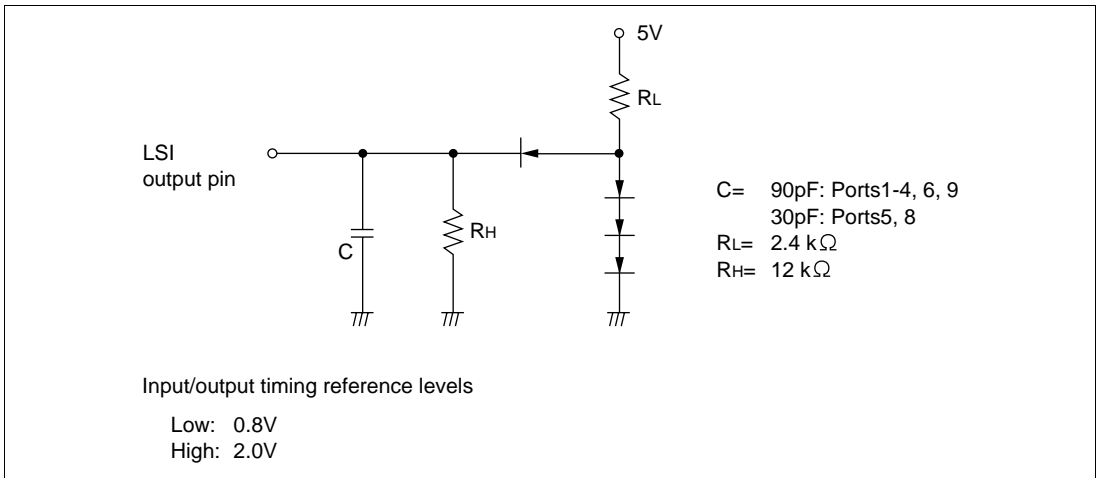 5V
RL
LSI
output pin
C
RH
C= 90pF: Ports1-4, 6, 9
30pF: Ports5, 8
RL= 2.4 kΩ
RH= 12 kΩ
Input/output timing reference levels
Low: 0.8V
High: 2.0V